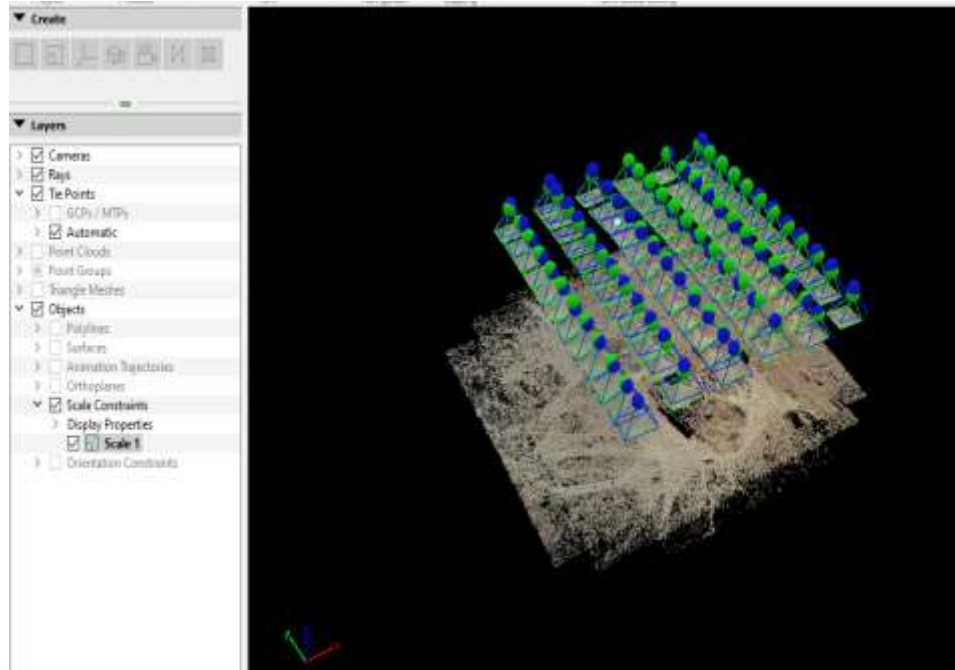 Create
Layers
Cameras
Rays
Tie Points
GCPs / MTPs
Automatic
Point Clouds
Point Groups
Triangle Meshes
Objects
Polylines
Surfaces
Animation Trajectories
Orthoplanes
Scale Constraints
Display Properties
Scale 1
Orientation Constraints